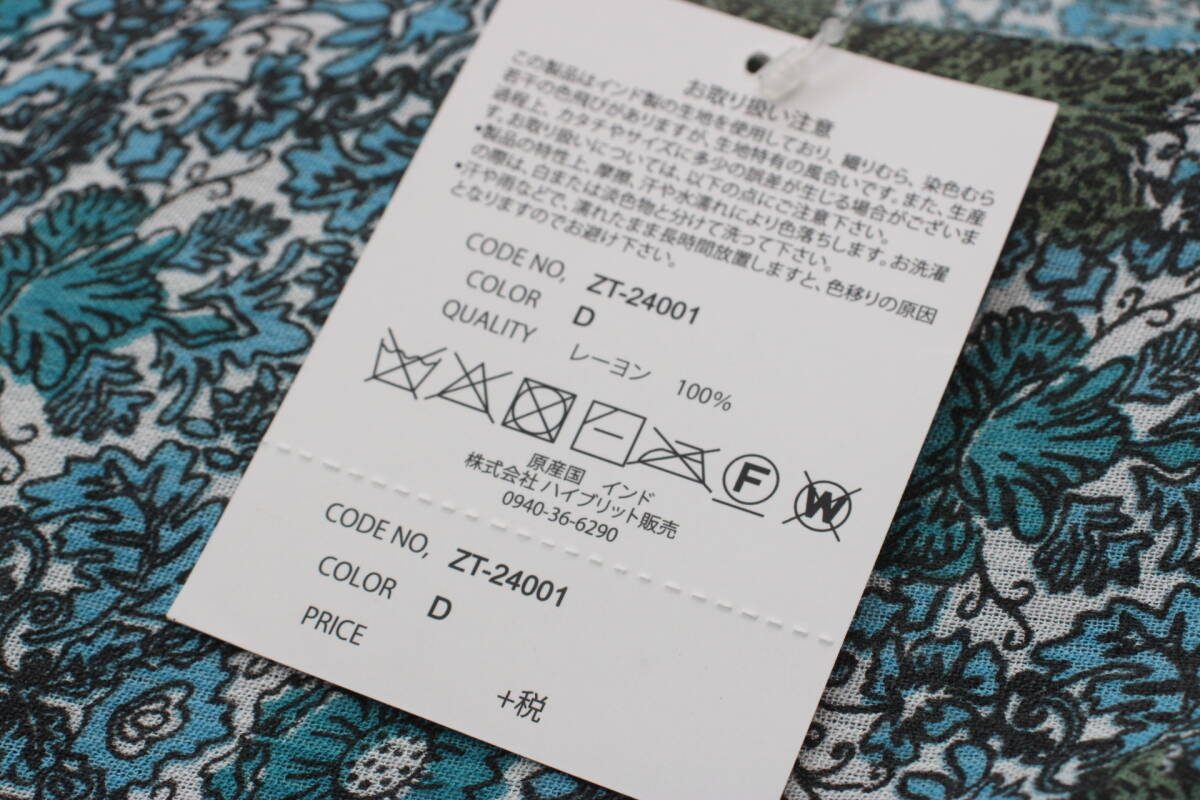 お取り扱い注意
この製品はインド製の生地を使用しており、織りむら、染色むら
若干の色飛びがありますが、生地特有の風合いです。また、生産
過程上、カタチやサイズに多少の誤差が生じる場合がございま
す。お取り扱いについては、以下の点にご注意下さい。
•製品の特性上、摩擦、汗や水濡れにより色落ちします。お洗濯
の際は、白または淡色物と分けて洗って下さい。
•汗や雨などで、濡れたまま長時間放置しますと、色移りの原因
となりますのでお避け下さい。
CODE NO, ZT-24001
COLOR D
QUALITY レーヨン 100%
F W
原産国 インド
株式会社 ハイブリット販売
0940-36-6290
CODE NO, ZT-24001
COLOR D
PRICE
+税